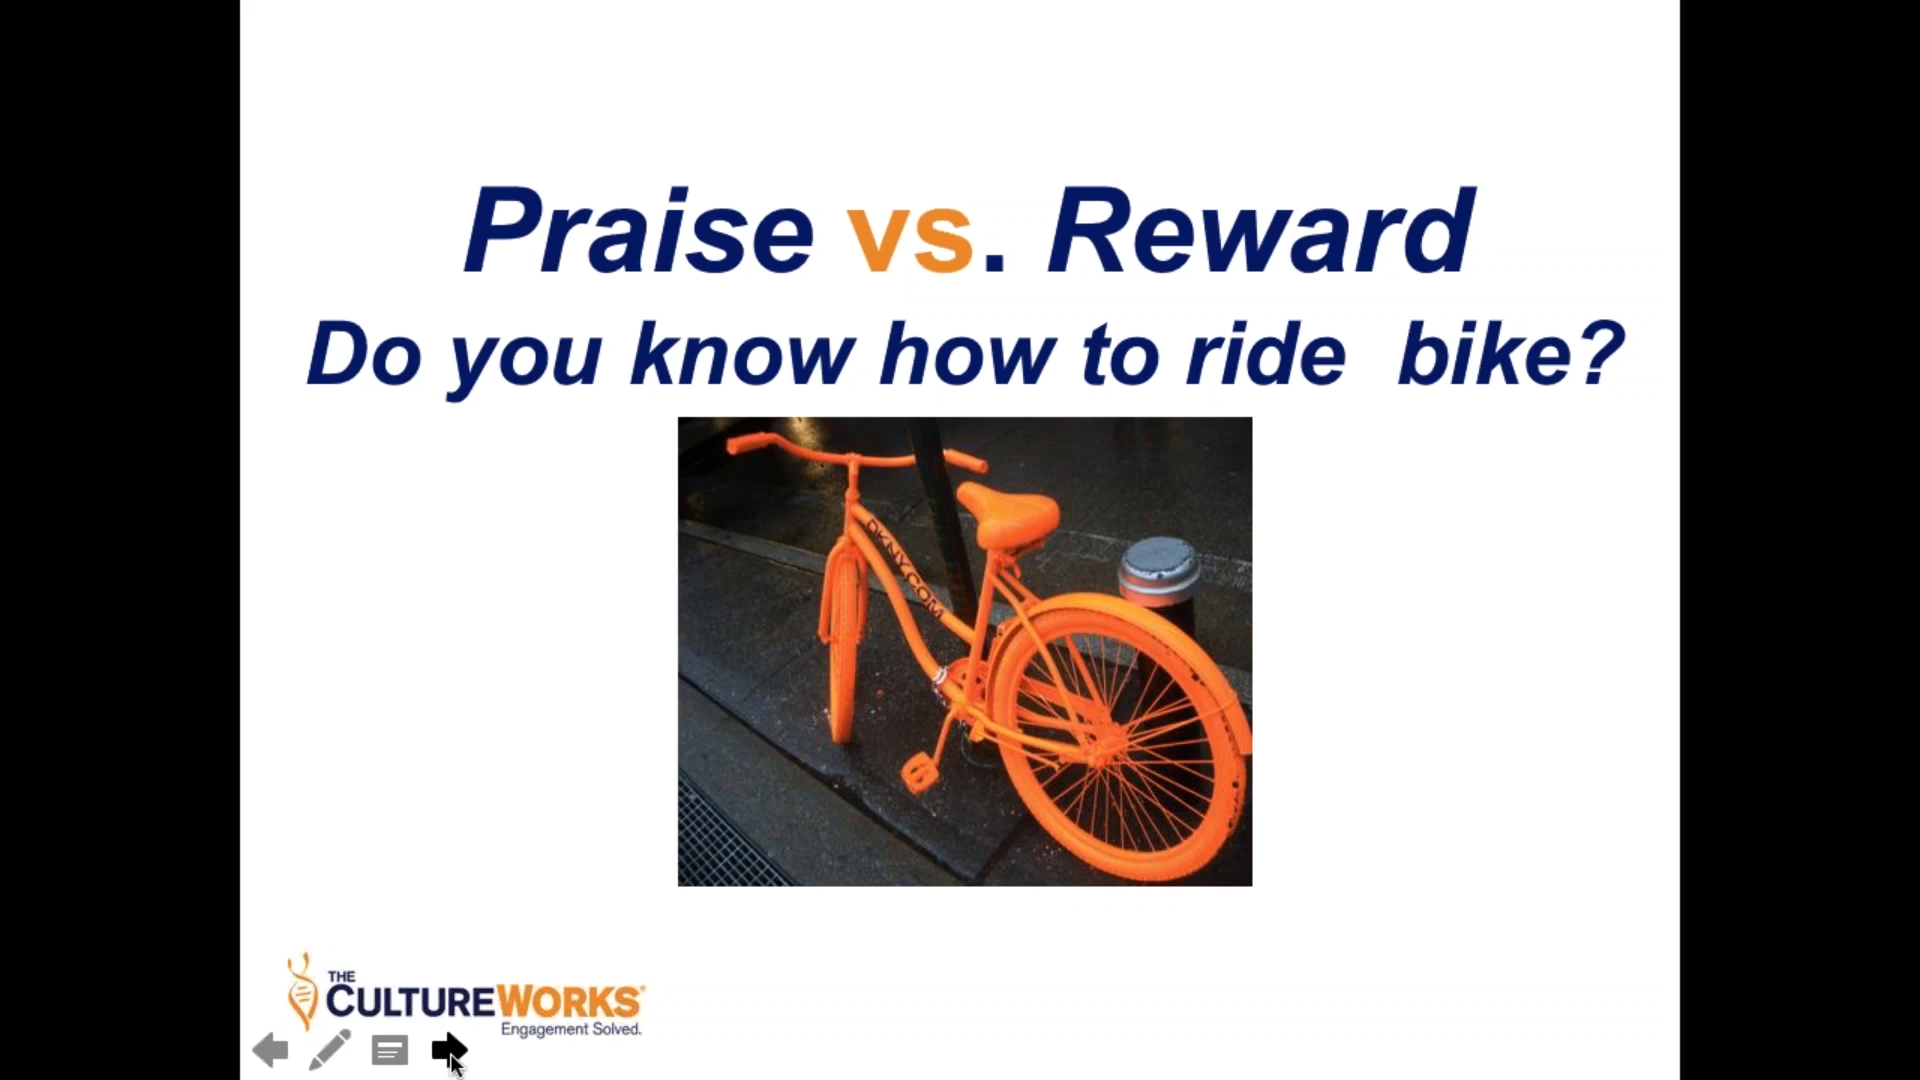 Praise vs. Reward
Do you know how to ride  bike?
DKNY.COM
THE
CULTUREWORKS®
Engagement Solved.